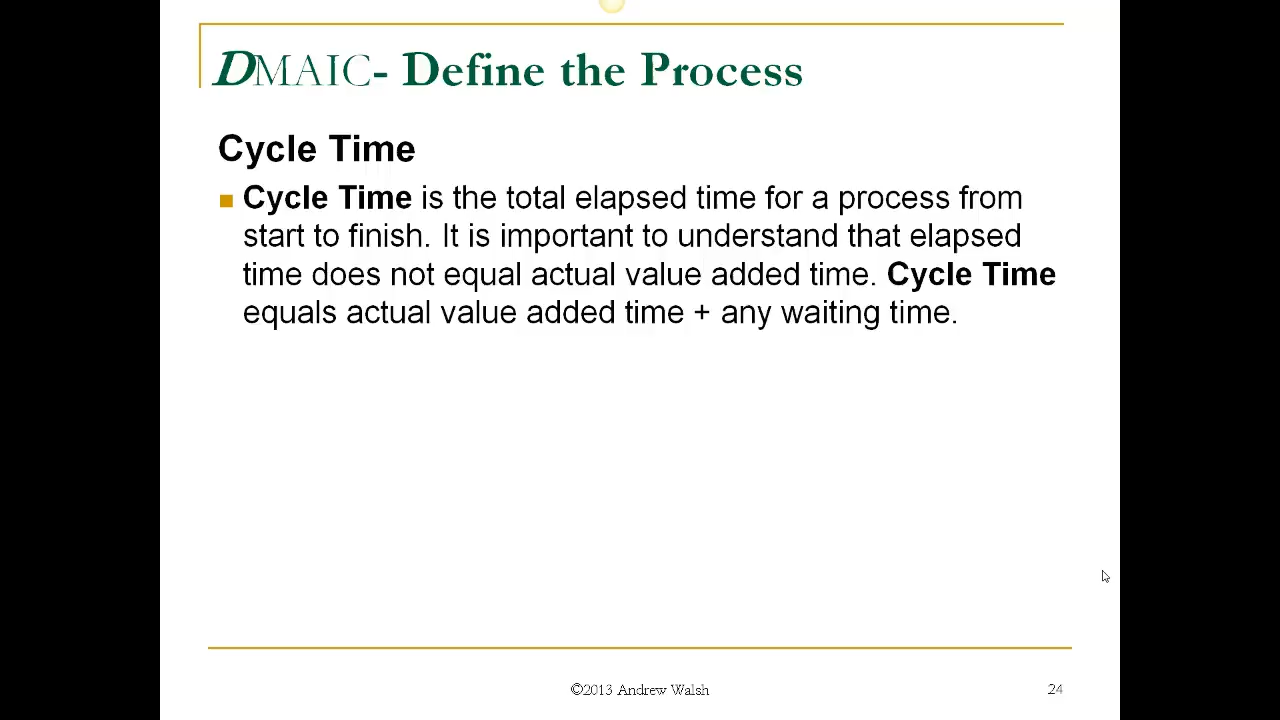 DMAIC- Define the Process
Cycle Time
Cycle Time is the total elapsed time for a process from
start to finish. It is important to understand that elapsed
time does not equal actual value added time. Cycle Time
equals actual value added time + any waiting time.
©2013 Andrew Walsh
24